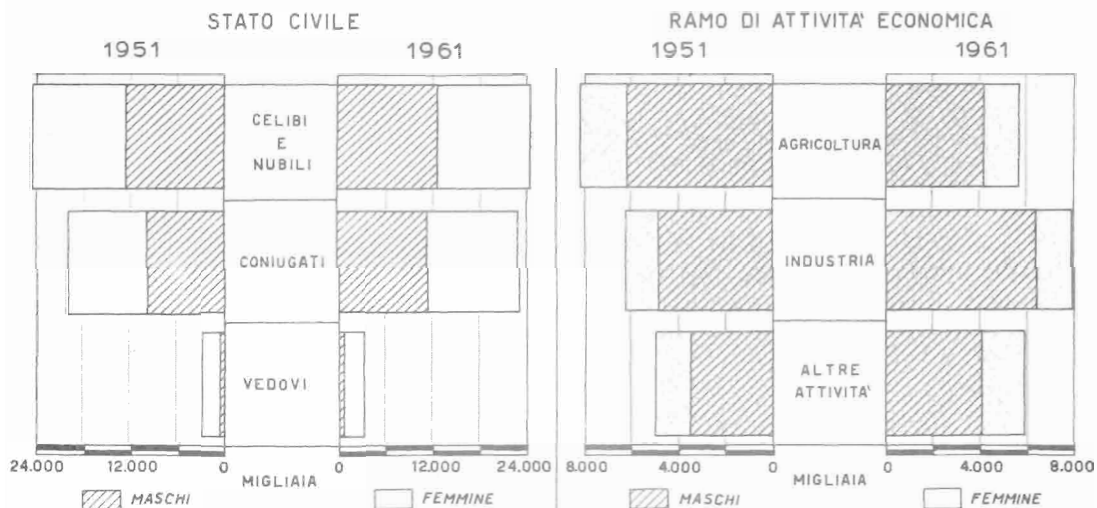 STATO CIVILE
1951
1961
CELIBI
E
NUBILI
CONIUGATI
VEDOVI
24.000 12.000 0 0 12.000 24.000
MIGLIAIA
MASCHI
FEMMINE
RAMO DI ATTIVITA' ECONOMICA
1951
1961
AGRICOLTURA
INDUSTRIA
ALTRE
ATTIVITA'
8.000 4.000 0 0 4.000 8.000
MIGLIAIA
MASCHI
FEMMINE